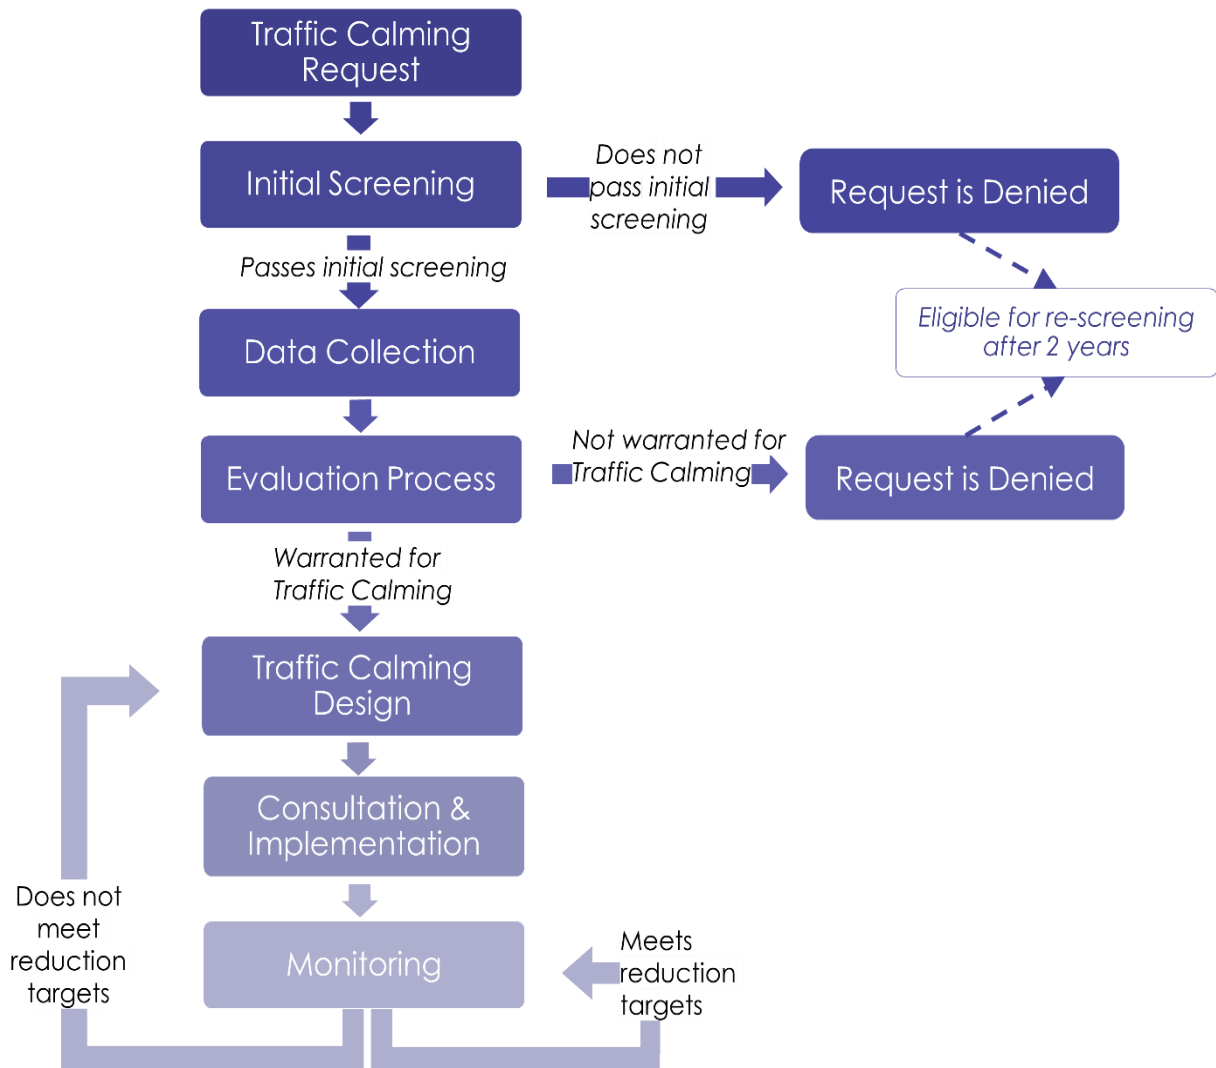 Traffic Calming
Request
Initial Screening
Does not
pass initial
screening
Request is Denied
Passes initial screening
Eligible for re-screening
after 2 years
Data Collection
Evaluation Process
Not warranted for
Traffic Calming
Request is Denied
Warranted for
Traffic Calming
Traffic Calming
Design
Consultation &
Implementation
Does not
meet
reduction
targets
Monitoring
Meets
reduction
targets